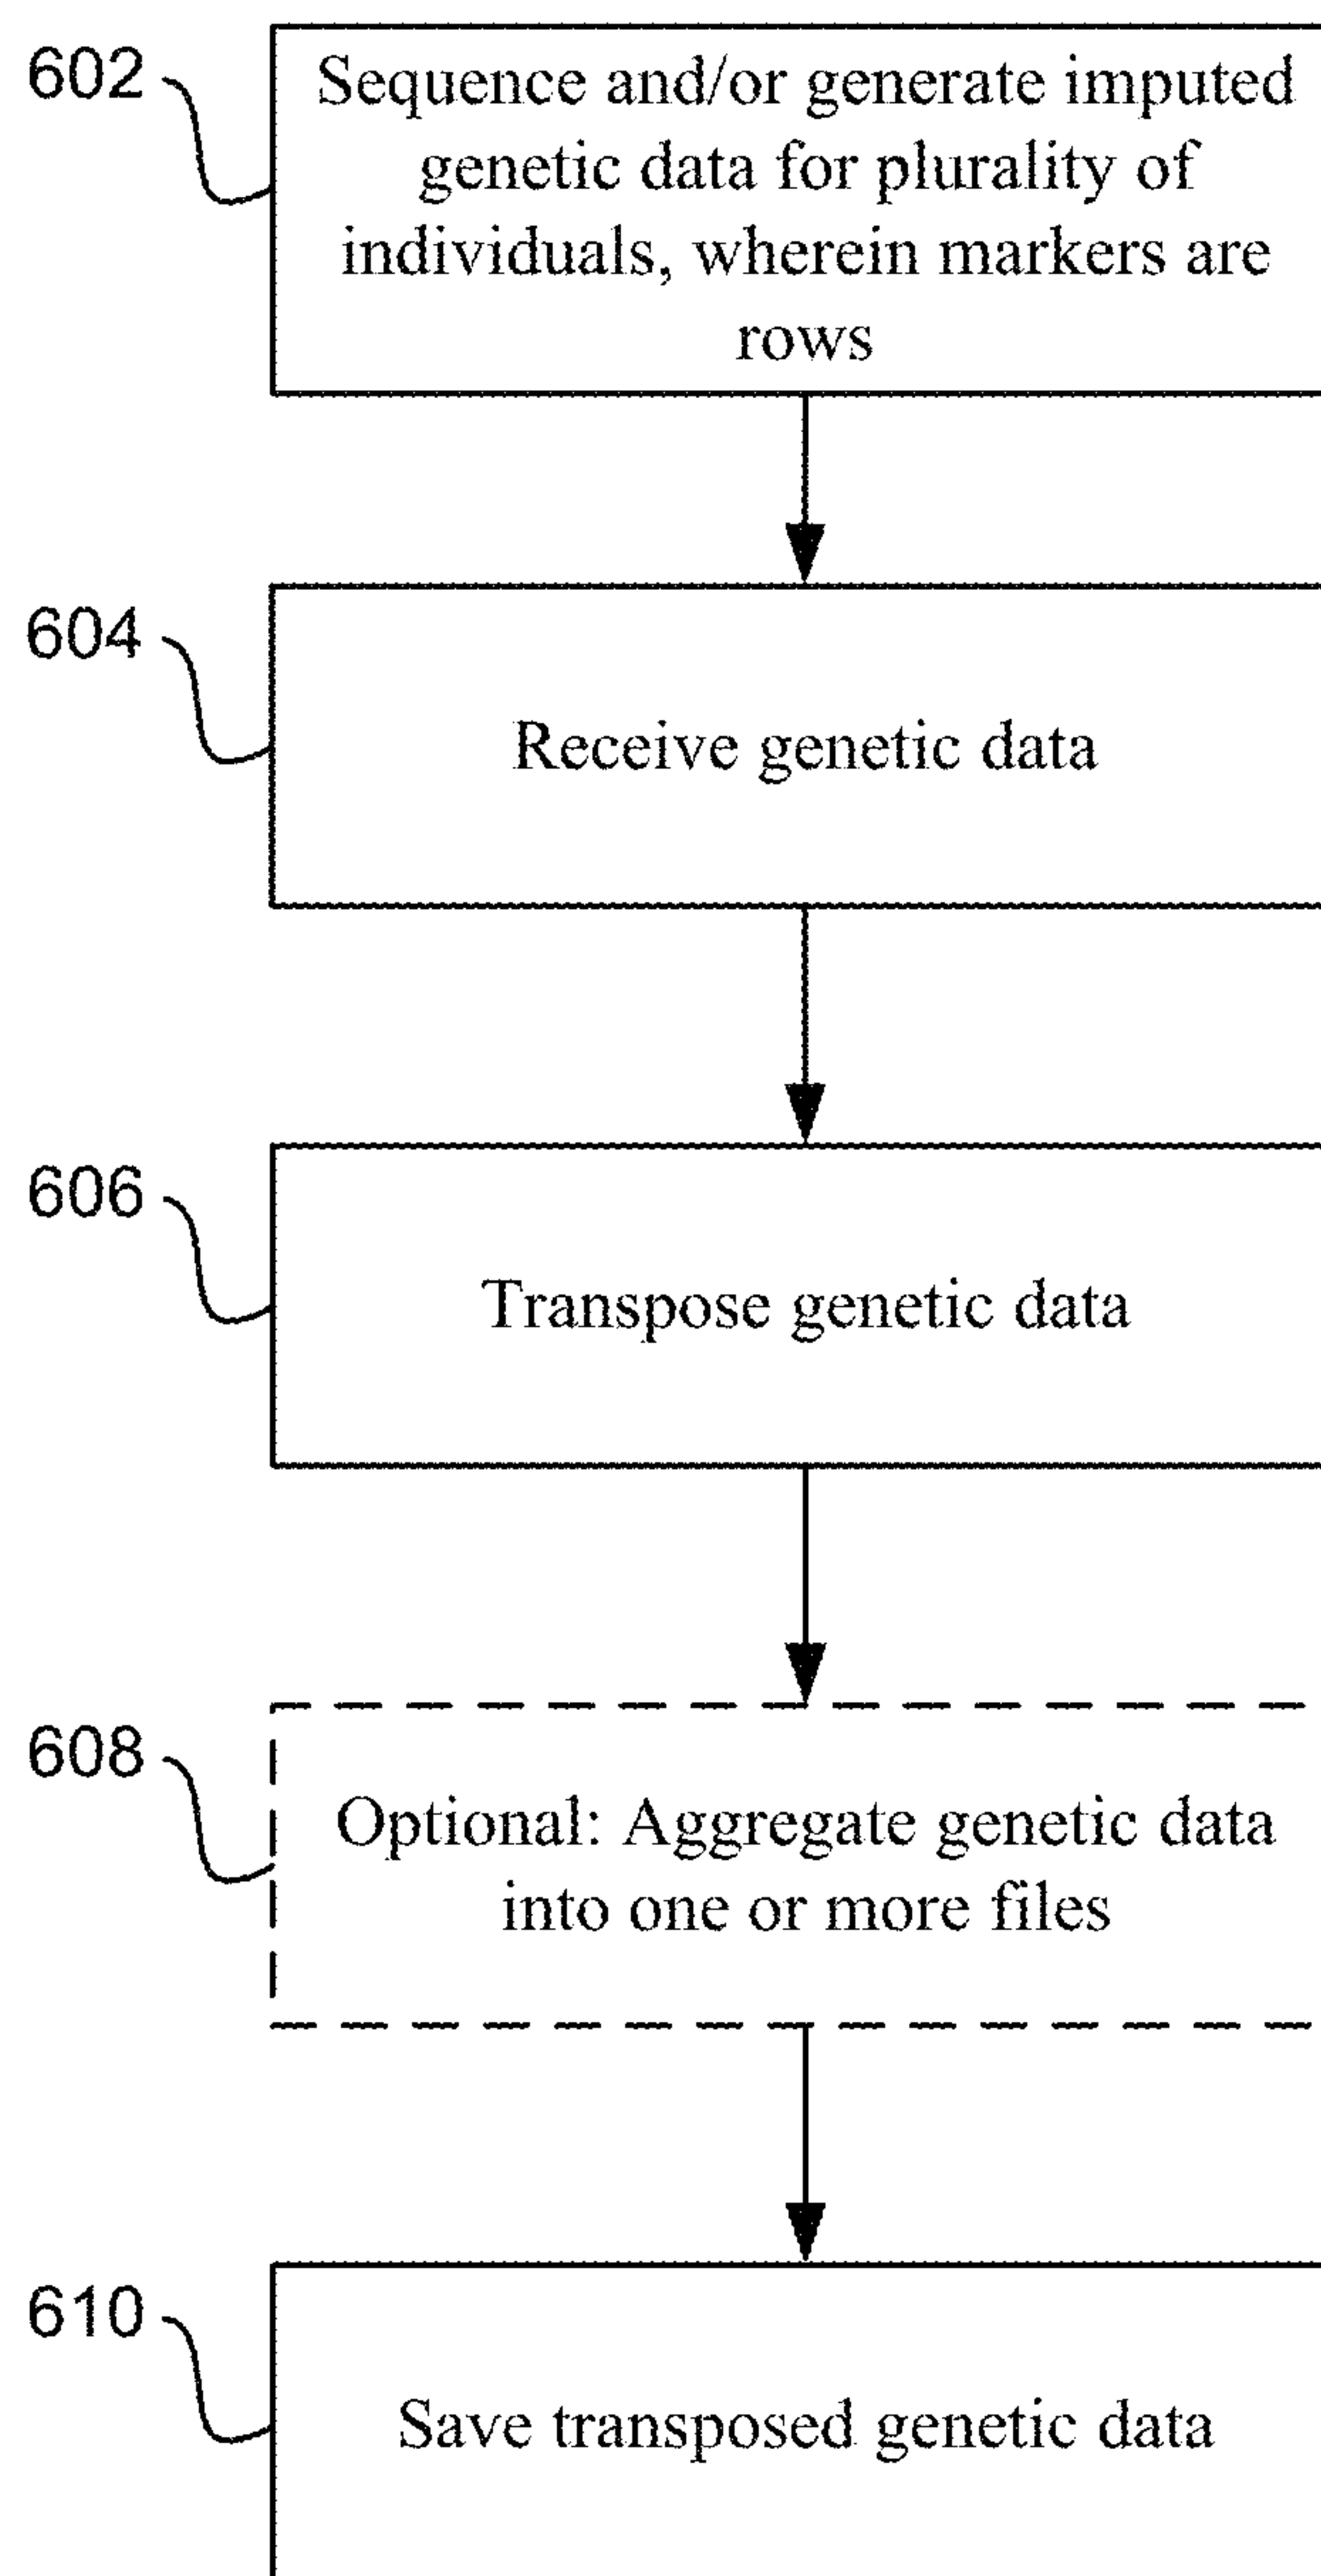 602
Sequence and/or generate imputed
genetic data for plurality of
individuals, wherein markers are
rows
604
Receive genetic data
606
Transpose genetic data
608
Optional: Aggregate genetic data
into one or more files
610
Save transposed genetic data